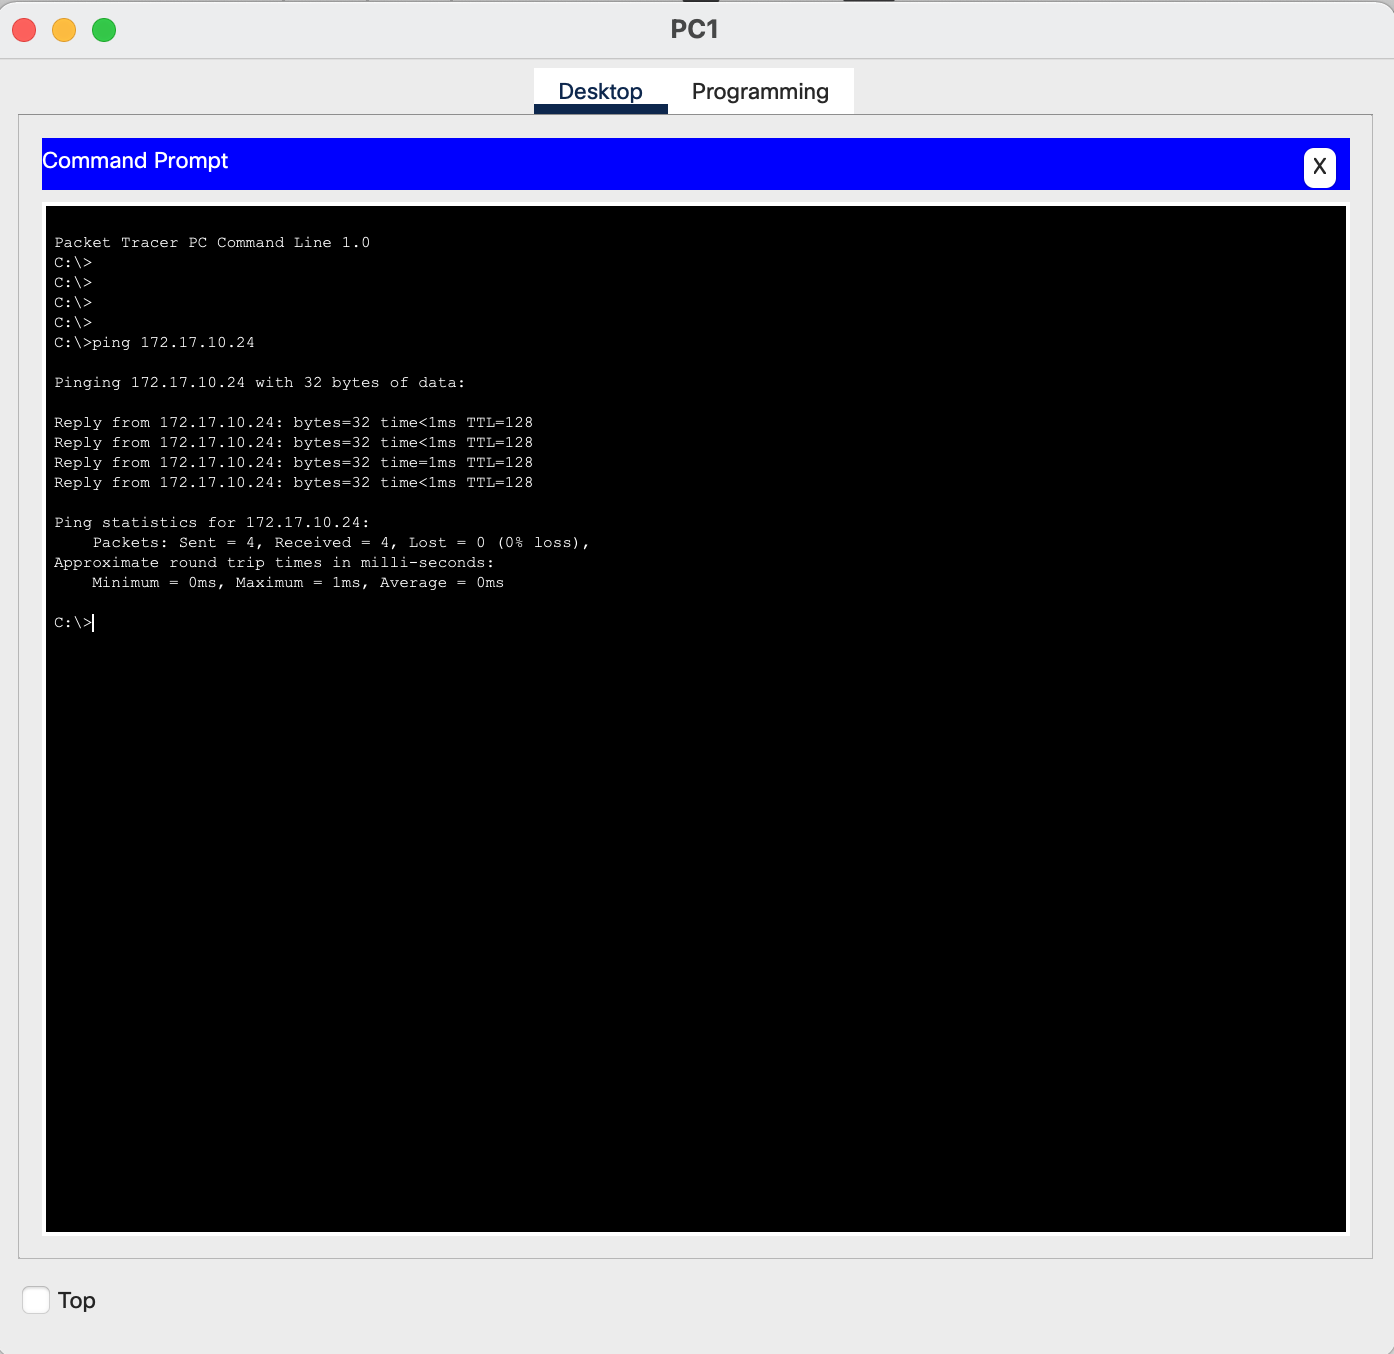 PC1
Desktop Programming
Command Prompt X
Packet Tracer PC Command Line 1.0
C:\>
C:\>
C:\>
C:\>
C:\>ping 172.17.10.24
Pinging 172.17.10.24 with 32 bytes of data:
Reply from 172.17.10.24: bytes=32 time<1ms TTL=128
Reply from 172.17.10.24: bytes=32 time<1ms TTL=128
Reply from 172.17.10.24: bytes=32 time=1ms TTL=128
Reply from 172.17.10.24: bytes=32 time<1ms TTL=128
Ping statistics for 172.17.10.24:
    Packets: Sent = 4, Received = 4, Lost = 0 (0% loss),
Approximate round trip times in milli-seconds:
    Minimum = 0ms, Maximum = 1ms, Average = 0ms
C:\>
Top